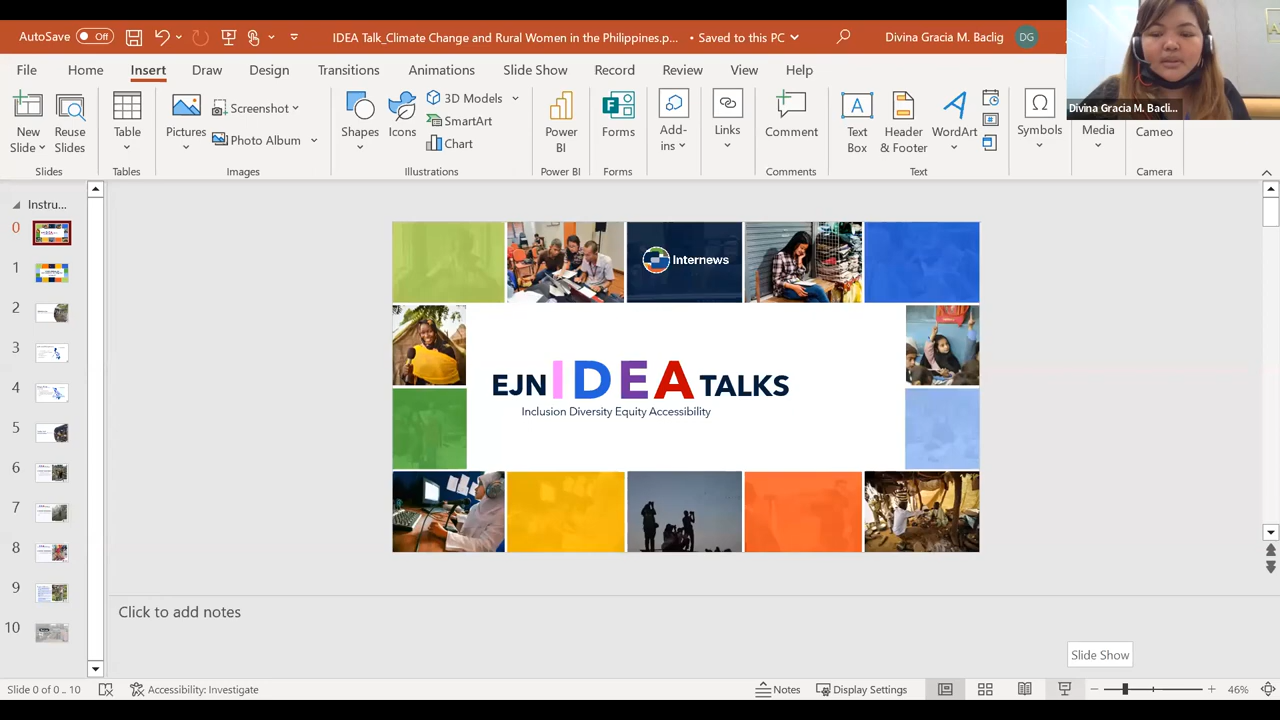 AutoSave Off
IDEA Talk_Climate Change and Rural Women in the Philippines.p... • Saved to this PC
Divina Gracia M. Baclig DG
File Home Insert Draw Design Transitions Animations Slide Show Record Review View Help
New Slide
Reuse Slides
Table
Pictures
Screenshot
Photo Album
Shapes
Icons
3D Models
SmartArt
Chart
Power BI
Forms
Add-ins
Links
Comment
Text Box
Header & Footer
WordArt
Symbols
Media
Cameo
Divina Gracia M. Bacli...
Slides Tables Images Illustrations Power BI Forms Comments Text Camera
Instru...
0
1
2
3
4
5
6
7
8
9
10
Internews
EJN IDEA TALKS
Inclusion Diversity Equity Accessibility
Click to add notes
Slide Show
Slide 0 of 0 .. 10 Accessibility: Investigate Notes Display Settings 46%